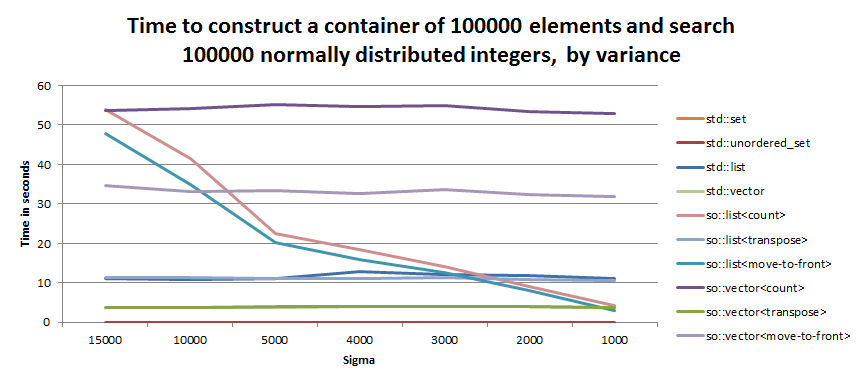 Time to construct a container of 100000 elements and search
100000 normally distributed integers, by variance
60
50
40
30
20
10
0
Time in seconds
15000 10000 5000 4000 3000 2000 1000
Sigma
std::set
std::unordered_set
std::list
std::vector
so::list<count>
so::list<transpose>
so::list<move-to-front>
so::vector<count>
so::vector<transpose>
so::vector<move-to-front>